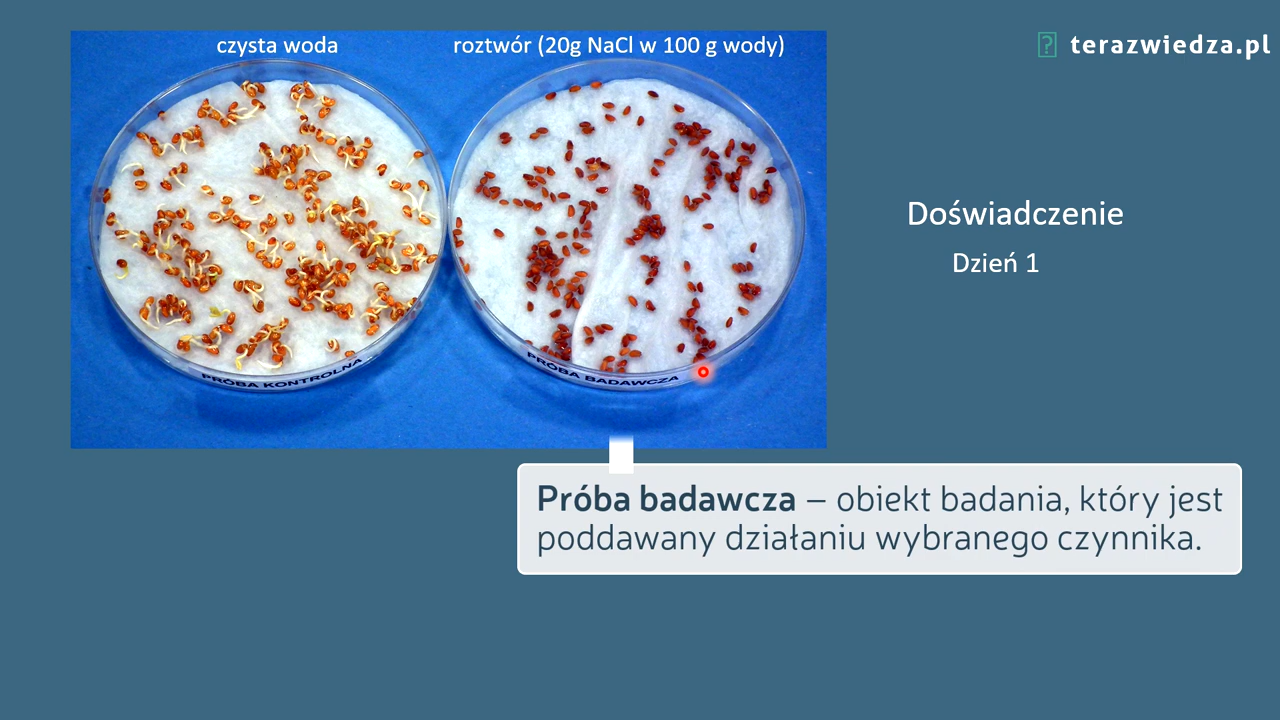 czysta woda
roztwór (20g NaCl w 100 g wody)
terazwiedza.pl
PRÓBA KONTROLNA
PRÓBA BADAWCZA
Doświadczenie
Dzień 1
Próba badawcza – obiekt badania, który jest
poddawany działaniu wybranego czynnika.